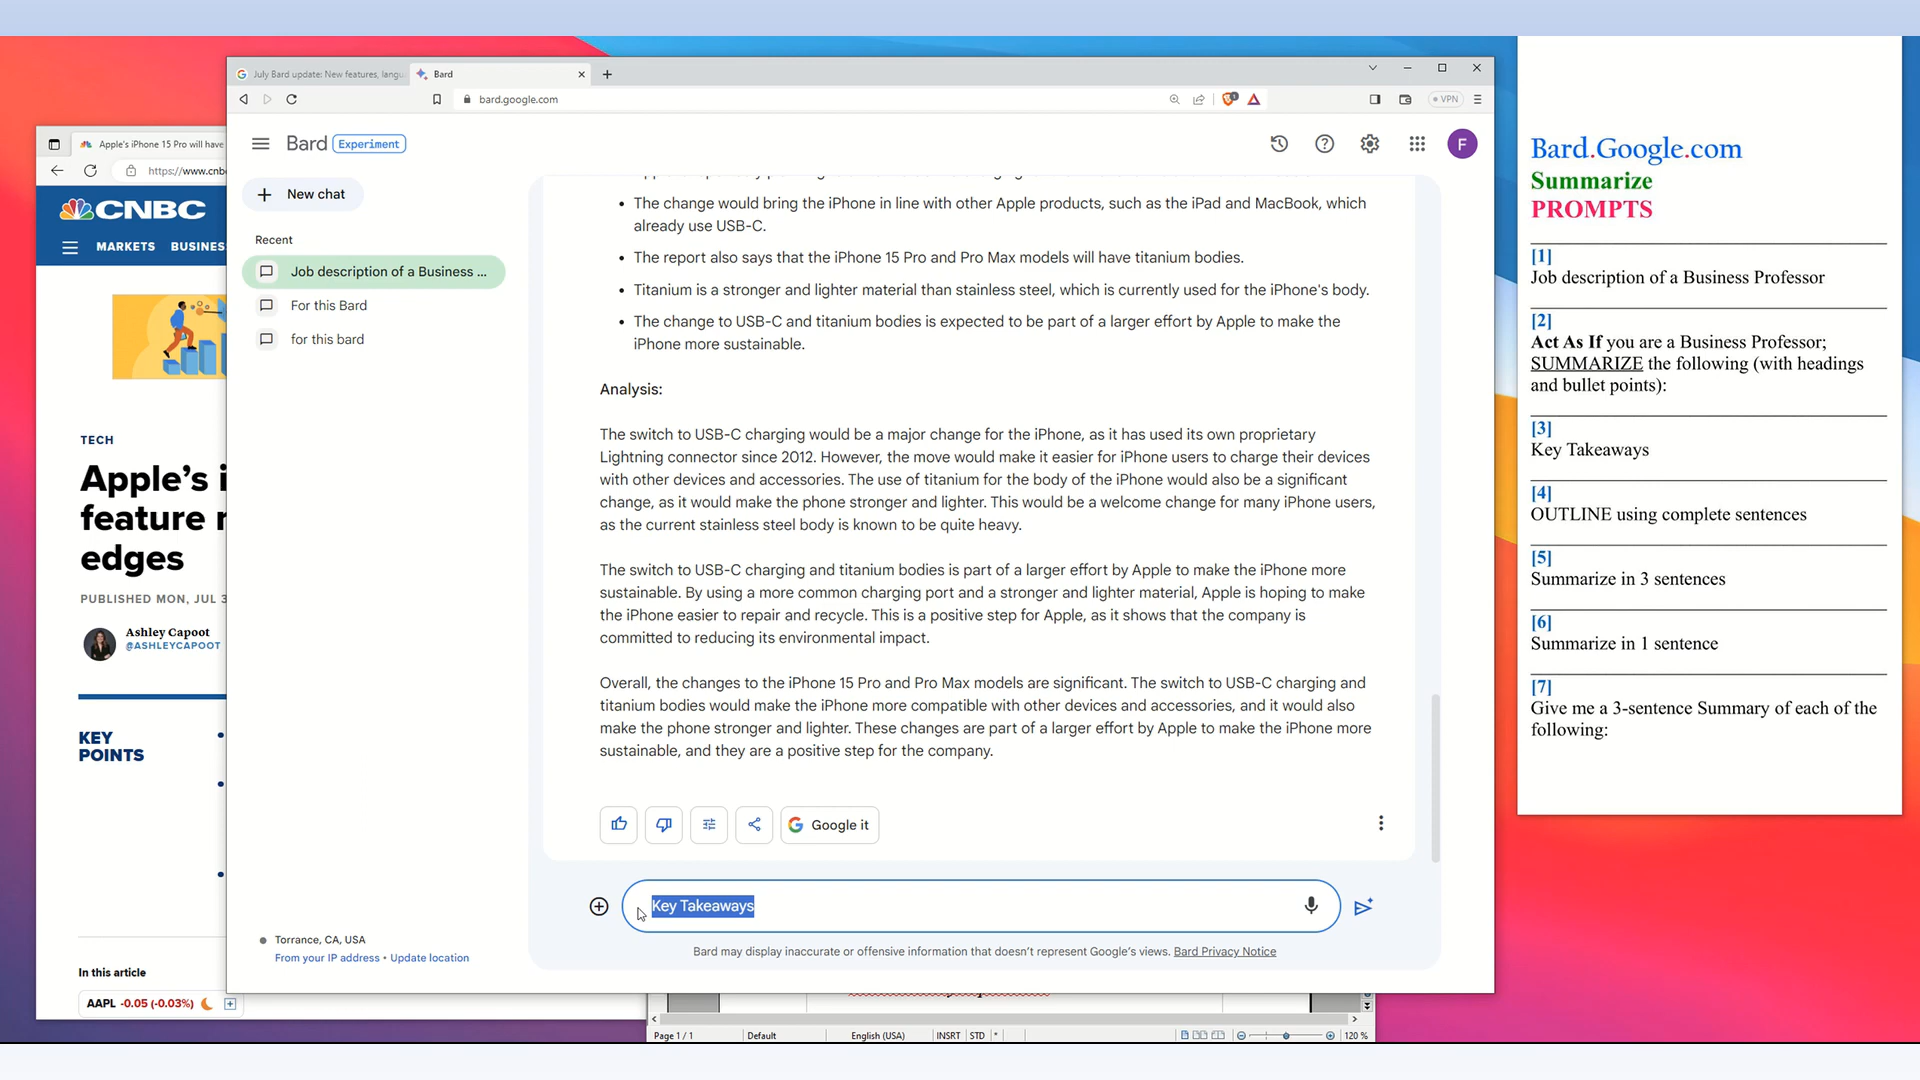 July Bard update: New features, langu
Bard
bard.google.com
VPN
Bard
Experiment
F
New chat
Recent
Job description of a Business ...
For this Bard
for this bard
Torrance, CA, USA
From your IP address • Update location
• The change would bring the iPhone in line with other Apple products, such as the iPad and MacBook, which
already use USB-C.
• The report also says that the iPhone 15 Pro and Pro Max models will have titanium bodies.
• Titanium is a stronger and lighter material than stainless steel, which is currently used for the iPhone's body.
• The change to USB-C and titanium bodies is expected to be part of a larger effort by Apple to make the
iPhone more sustainable.
Analysis:
The switch to USB-C charging would be a major change for the iPhone, as it has used its own proprietary
Lightning connector since 2012. However, the move would make it easier for iPhone users to charge their devices
with other devices and accessories. The use of titanium for the body of the iPhone would also be a significant
change, as it would make the phone stronger and lighter. This would be a welcome change for many iPhone users,
as the current stainless steel body is known to be quite heavy.
The switch to USB-C charging and titanium bodies is part of a larger effort by Apple to make the iPhone more
sustainable. By using a more common charging port and a stronger and lighter material, Apple is hoping to make
the iPhone easier to repair and recycle. This is a positive step for Apple, as it shows that the company is
committed to reducing its environmental impact.
Overall, the changes to the iPhone 15 Pro and Pro Max models are significant. The switch to USB-C charging and
titanium bodies would make the iPhone more compatible with other devices and accessories, and it would also
make the phone stronger and lighter. These changes are part of a larger effort by Apple to make the iPhone more
sustainable, and they are a positive step for the company.
Google it
Key Takeaways
Bard may display inaccurate or offensive information that doesn't represent Google's views. Bard Privacy Notice
Apple's iPhone 15 Pro will have
https://www.cnb
CNBC
MARKETS BUSINES
TECH
Apple's i
feature r
edges
PUBLISHED MON, JUL 3
Ashley Capoot
@ASHLEYCAPOOT
KEY
POINTS
In this article
AAPL -0.05 (-0.03%)
Page 1 / 1
Default
English (USA)
INSRT
STD
*
120 %
Bard.Google.com
Summarize
PROMPTS
[1]
Job description of a Business Professor
[2]
Act As If you are a Business Professor;
SUMMARIZE the following (with headings
and bullet points):
[3]
Key Takeaways
[4]
OUTLINE using complete sentences
[5]
Summarize in 3 sentences
[6]
Summarize in 1 sentence
[7]
Give me a 3-sentence Summary of each of the
following: